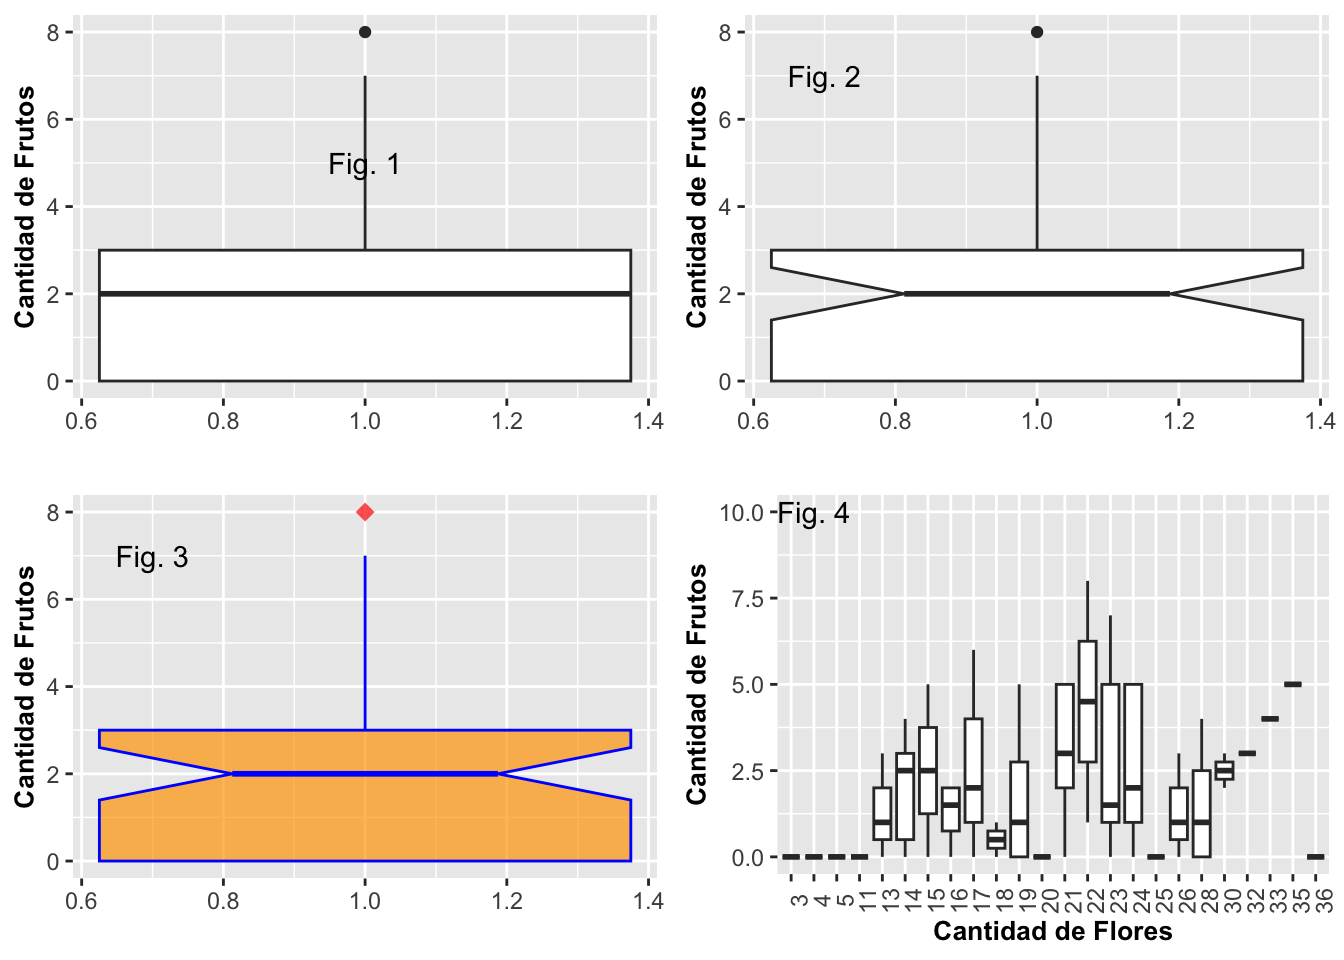 Cantidad de Frutos
8
6
4
2
0
Fig. 1
0.6 0.8 1.0 1.2 1.4
Cantidad de Frutos
8
6
4
2
0
Fig. 2
0.6 0.8 1.0 1.2 1.4
Cantidad de Frutos
8
6
4
2
0
Fig. 3
0.6 0.8 1.0 1.2 1.4
Cantidad de Frutos
10.0
7.5
5.0
2.5
0.0
Fig. 4
3 4 5 11 13 14 15 16 17 18 19 20 21 22 23 24 25 26 28 30 32 33 35 36
Cantidad de Flores